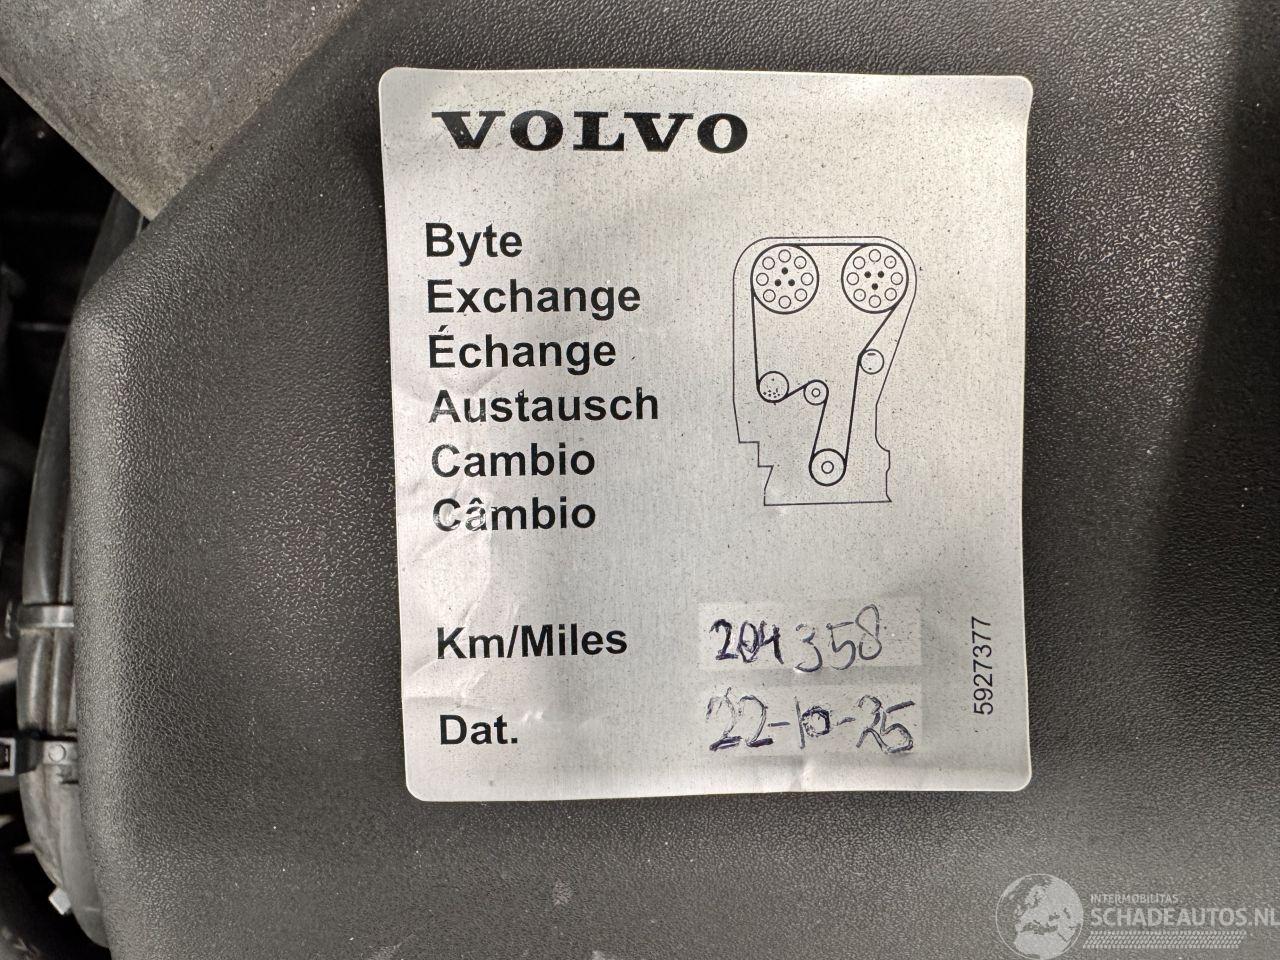 VOLVO
Byte
Exchange
Échange
Austausch
Cambio
Câmbio
Km/Miles 204358
Dat. 22-10-25
5927377
INTERMOBILITAS
SCHADEAUTOS.NL